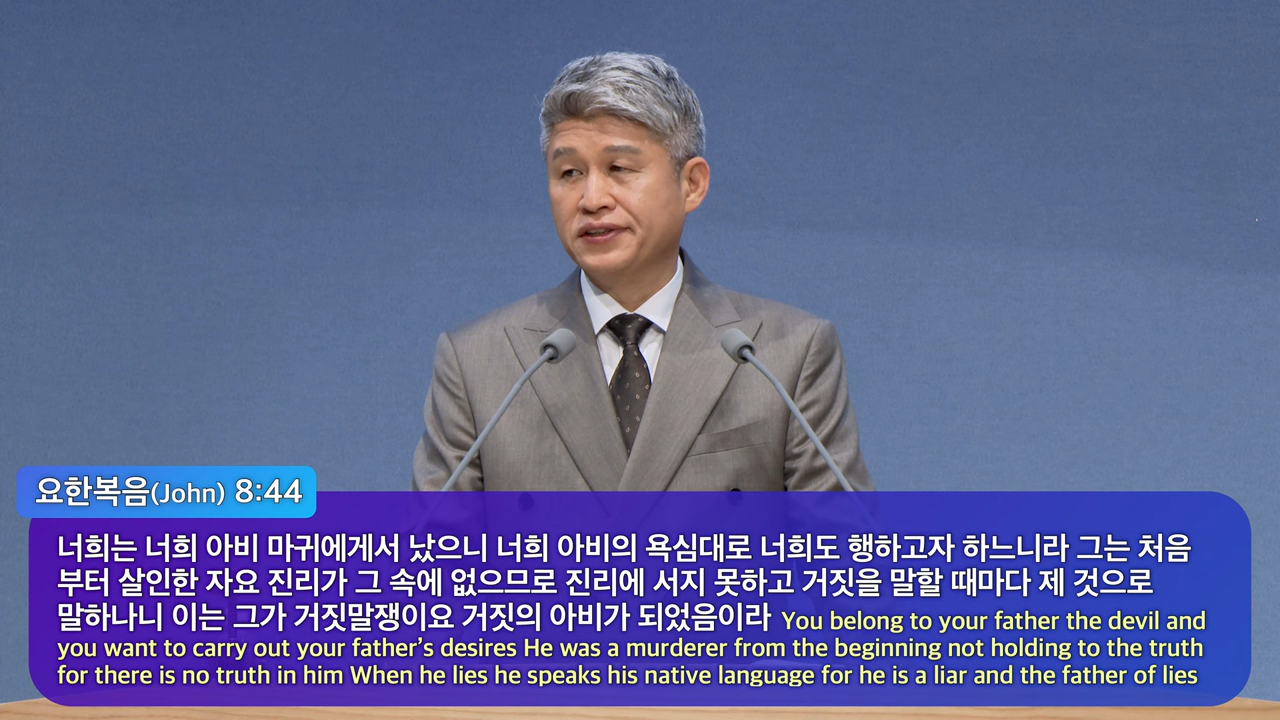 요한복음(John) 8:44
너희는 너희 아비 마귀에게서 났으니 너희 아비의 욕심대로 너희도 행하고자 하느니라 그는 처음
부터 살인한 자요 진리가 그 속에 없으므로 진리에 서지 못하고 거짓을 말할 때마다 제 것으로
말하나니 이는 그가 거짓말쟁이요 거짓의 아비가 되었음이라 You belong to your father the devil and
you want to carry out your father’s desires He was a murderer from the beginning not holding to the truth
for there is no truth in him When he lies he speaks his native language for he is a liar and the father of lies